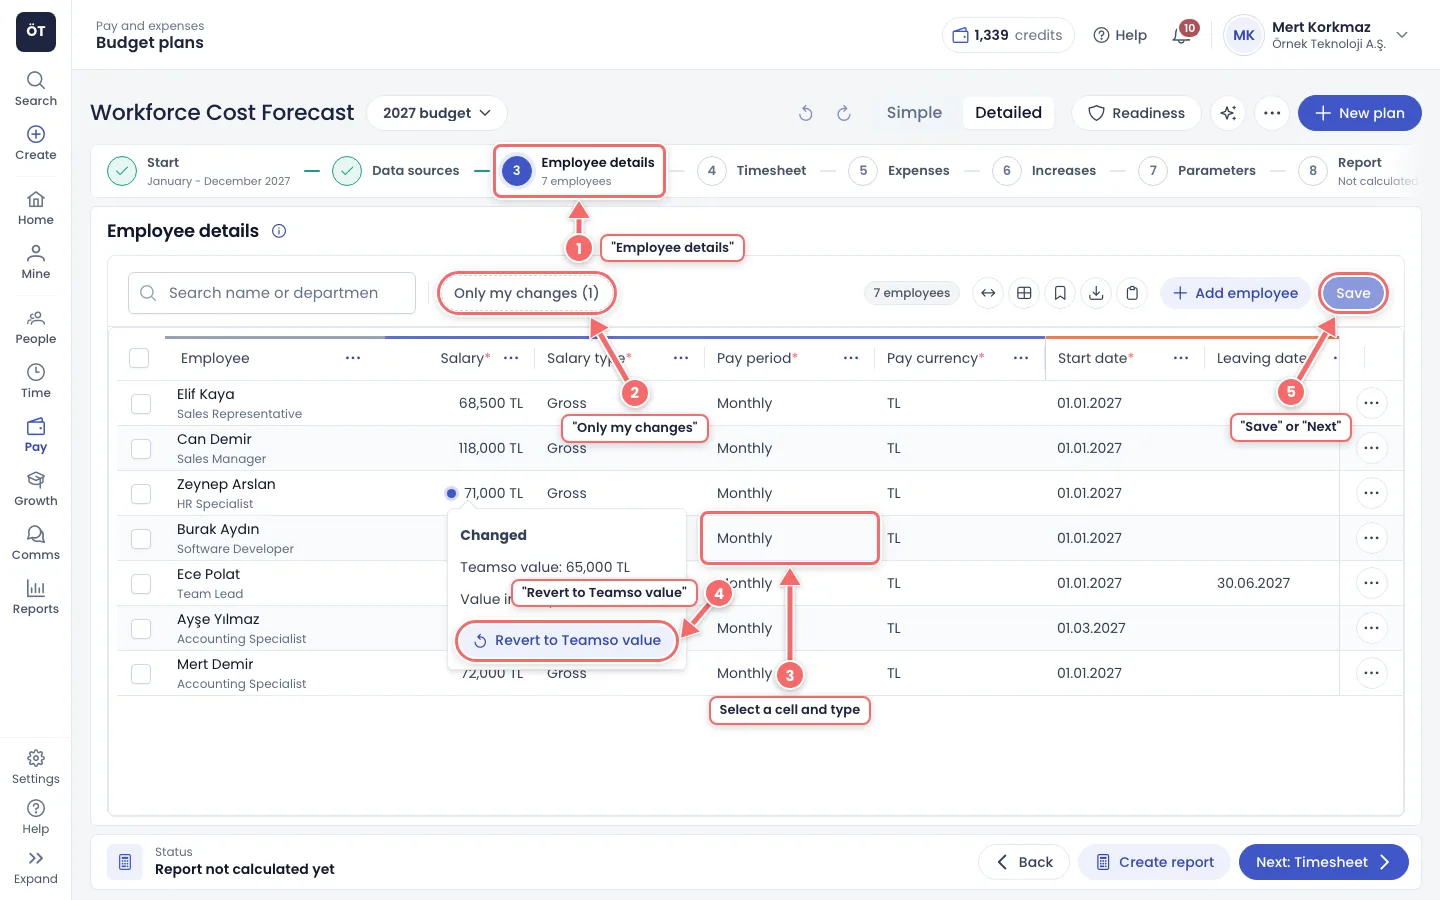 ÖT
Search
Create
Home
Mine
People
Time
Pay
Growth
Comms
Reports
Settings
Help
Expand
Pay and expenses
Budget plans
1,339 credits
Help
10
MK
Mert Korkmaz
Örnek Teknoloji A.Ş.
Workforce Cost Forecast
2027 budget
Simple
Detailed
Readiness
New plan
Start
January - December 2027
Data sources
3
Employee details
7 employees
4
Timesheet
5
Expenses
6
Increases
7
Parameters
8
Report
Not calculated
Employee details
1
"Employee details"
Search name or departmen
Only my changes (1)
7 employees
Add employee
Save
Employee
Salary*
Salary type*
Pay period*
Pay currency*
Start date*
Leaving date
2
"Only my changes"
5
"Save" or "Next"
Elif Kaya
Sales Representative
68,500 TL
Gross
Monthly
TL
01.01.2027
Can Demir
Sales Manager
118,000 TL
Gross
Monthly
TL
01.01.2027
Zeynep Arslan
HR Specialist
71,000 TL
Gross
Monthly
TL
01.01.2027
Burak Aydın
Software Developer
Monthly
TL
01.01.2027
Ece Polat
Team Lead
Monthly
TL
01.01.2027
30.06.2027
Ayşe Yılmaz
Accounting Specialist
Monthly
TL
01.03.2027
Mert Demir
Accounting Specialist
72,000 TL
Gross
Monthly
TL
01.01.2027
Changed
Teamso value: 65,000 TL
Value
"Revert to Teamso value"
4
Revert to Teamso value
3
Select a cell and type
Status
Report not calculated yet
Back
Create report
Next: Timesheet